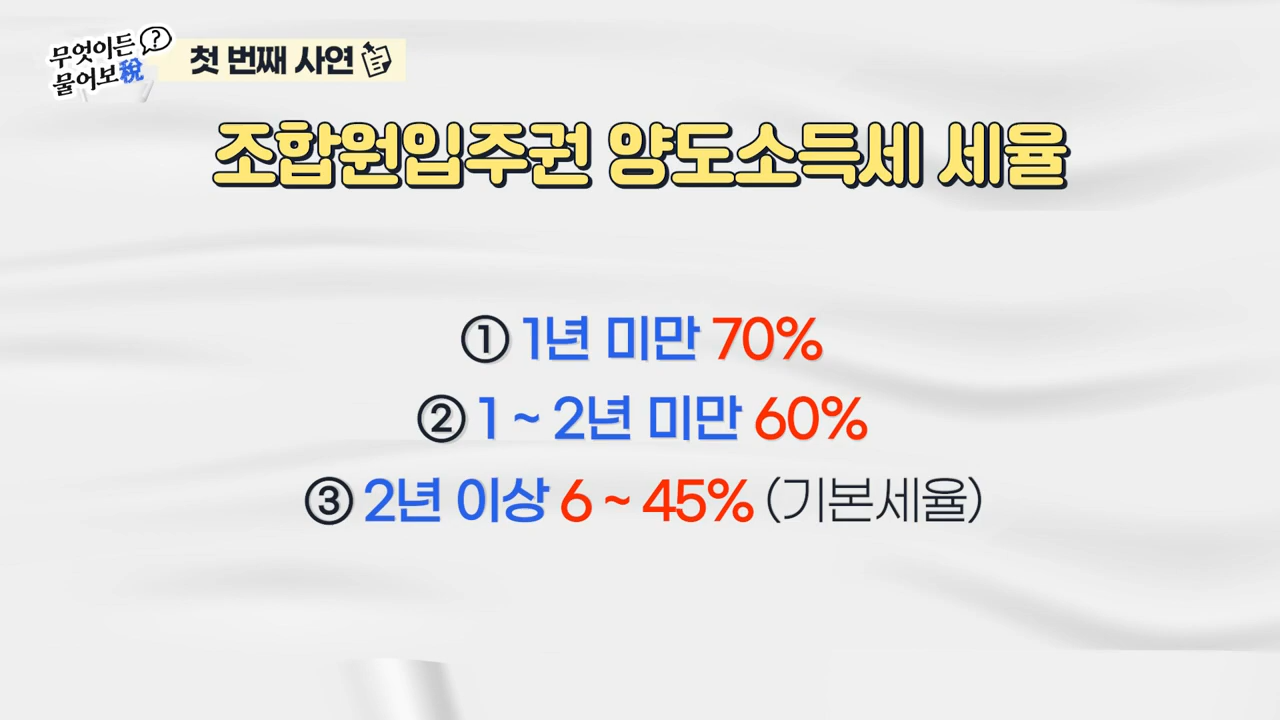 무엇이든
물어보稅
?
첫 번째 사연
조합원입주권 양도소득세 세율
① 1년 미만 70%
② 1 ~ 2년 미만 60%
③ 2년 이상 6 ~ 45% (기본세율)